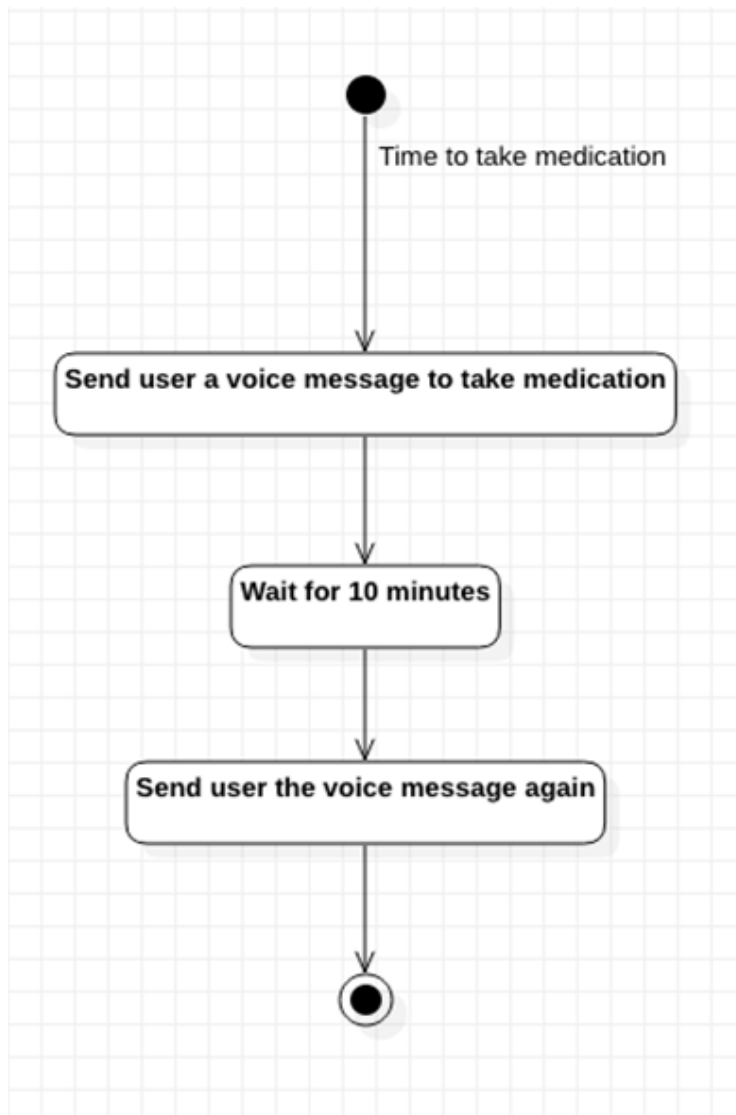 Time to take medication
Send user a voice message to take medication
Wait for 10 minutes
Send user the voice message again